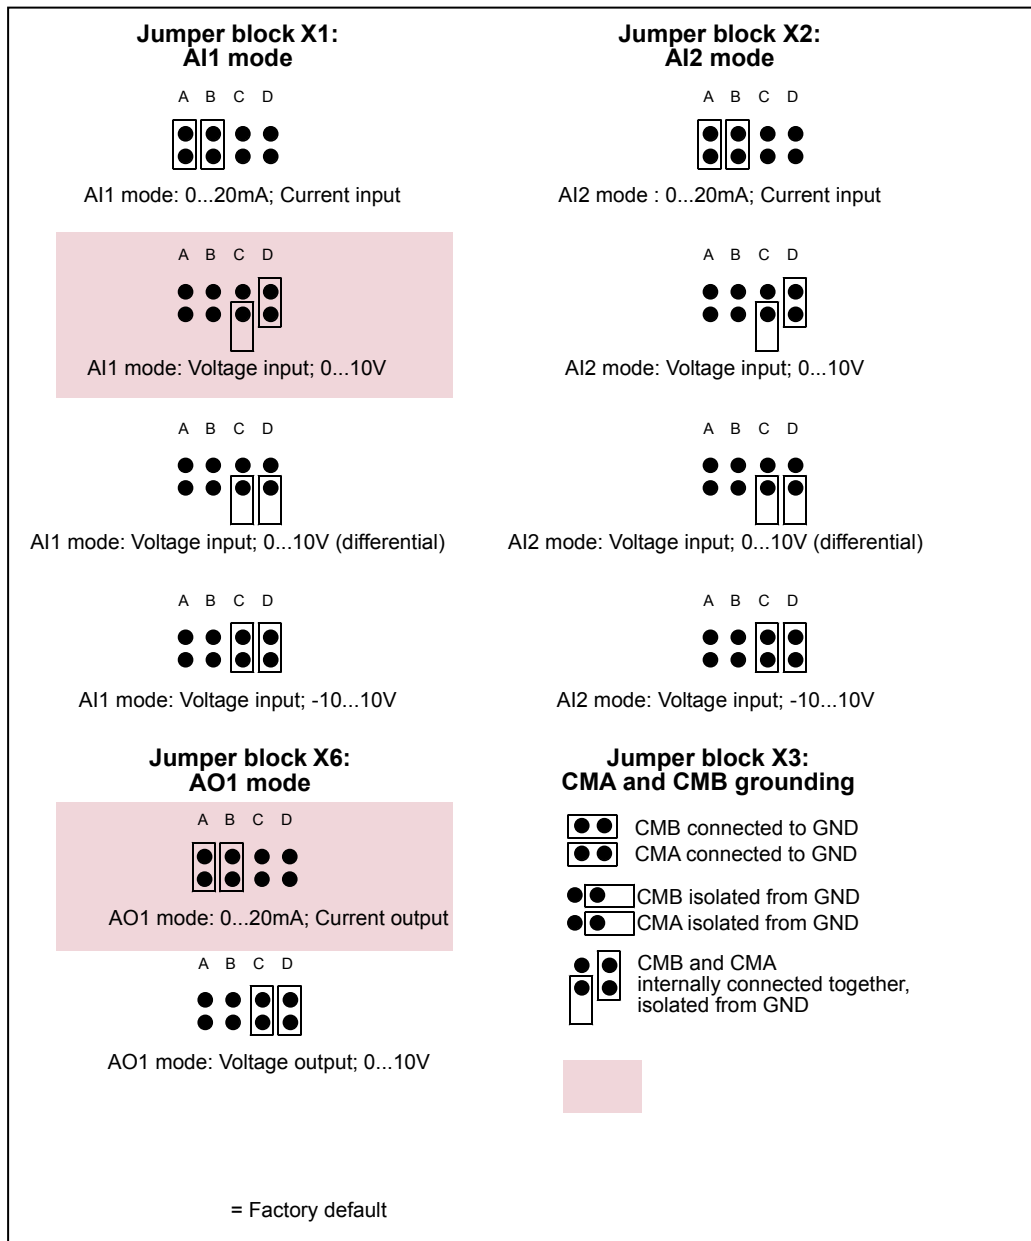 Jumper block X1:
AI1 mode
A B C D
AI1 mode: 0...20mA; Current input
A B C D
AI1 mode: Voltage input; 0...10V
A B C D
AI1 mode: Voltage input; 0...10V (differential)
A B C D
AI1 mode: Voltage input; -10...10V
Jumper block X2:
AI2 mode
A B C D
AI2 mode : 0...20mA; Current input
A B C D
AI2 mode: Voltage input; 0...10V
A B C D
AI2 mode: Voltage input; 0...10V (differential)
A B C D
AI2 mode: Voltage input; -10...10V
Jumper block X6:
AO1 mode
A B C D
AO1 mode: 0...20mA; Current output
A B C D
AO1 mode: Voltage output; 0...10V
Jumper block X3:
CMA and CMB grounding
CMB connected to GND
CMA connected to GND
CMB isolated from GND
CMA isolated from GND
CMB and CMA
internally connected together,
isolated from GND
= Factory default